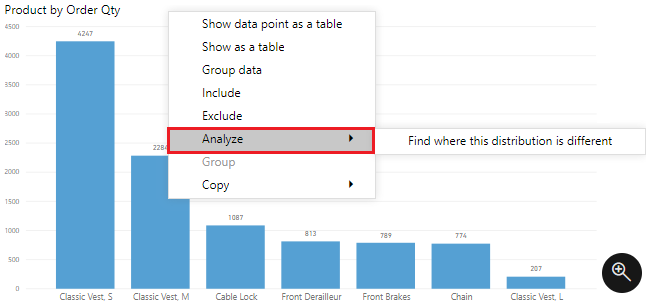 Product by Order Qty
4500
4247
4000
3500
3000
2500
2284
2000
1500
1087
1000
813
789
774
500
207
0
Classic Vest, S
Classic Vest, M
Cable Lock
Front Derailleur
Front Brakes
Chain
Classic Vest, L
Show data point as a table
Show as a table
Group data
Include
Exclude
Analyze
Find where this distribution is different
Group
Copy